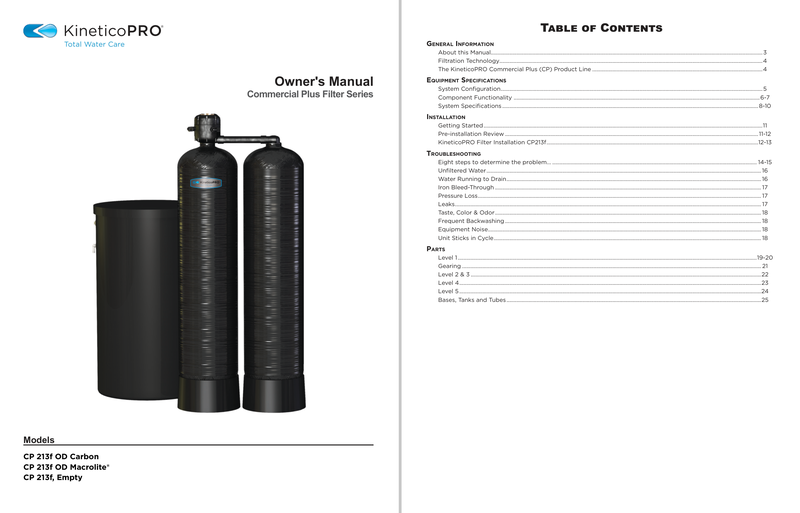 KineticoPRO®
Total Water Care
Owner's Manual
Commercial Plus Filter Series
Models
CP 213f OD Carbon
CP 213f OD Macrolite®
CP 213f, Empty
Table of Contents
General Information
About this Manual 3
Filtration Technology 4
The KineticoPRO Commercial Plus (CP) Product Line 4
Equipment Specifications
System Configuration 5
Component Functionality 6-7
System Specifications 8-10
Installation
Getting Started 11
Pre-installation Review 11-12
KineticoPRO Filter Installation CP213f 12-13
Troubleshooting
Eight steps to determine the problem... 14-15
Unfiltered Water 16
Water Running to Drain 16
Iron Bleed-Through 17
Pressure Loss 17
Leaks 17
Taste, Color & Odor 18
Frequent Backwashing 18
Equipment Noise 18
Unit Sticks in Cycle 18
Parts
Level 1 19-20
Gearing 21
Level 2 & 3 22
Level 4 23
Level 5 24
Bases, Tanks and Tubes 25